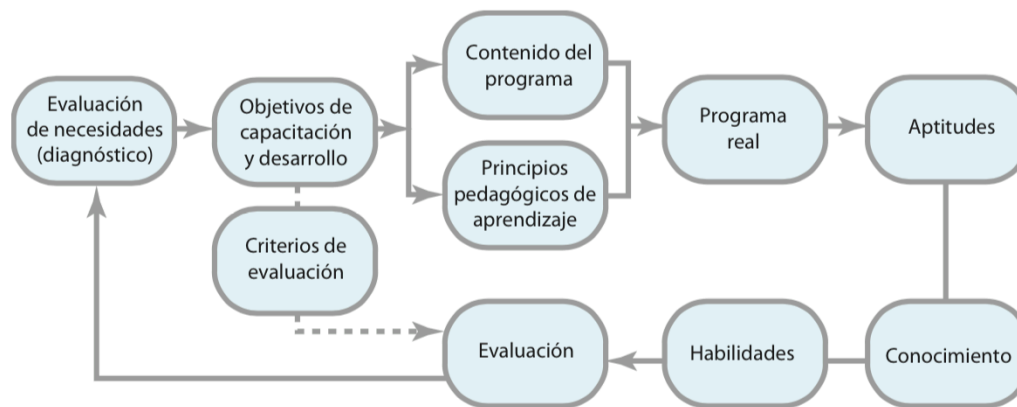 Evaluación
de necesidades
(diagnóstico)
Objetivos de
capacitación
y desarrollo
Contenido del
programa
Principios
pedagógicos de
aprendizaje
Programa
real
Aptitudes
Criterios de
evaluación
Evaluación
Habilidades
Conocimiento